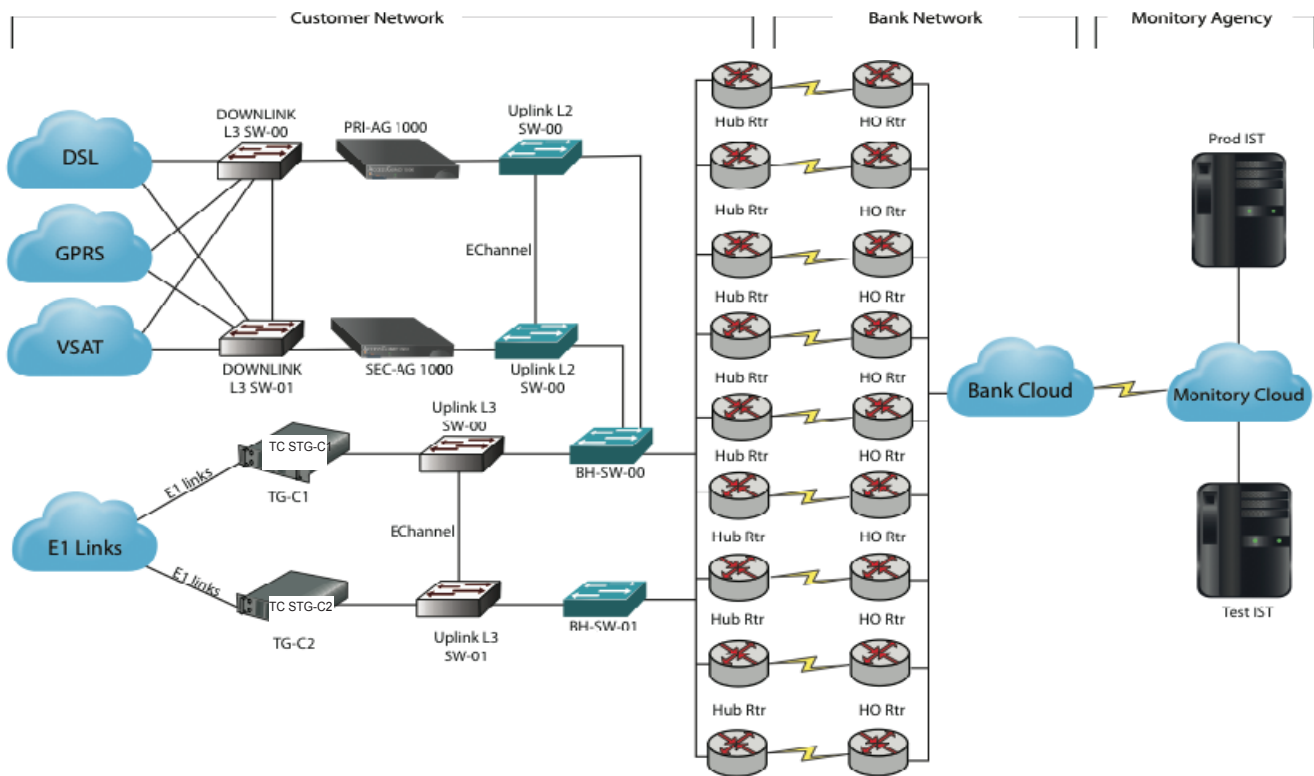 Customer Network
Bank Network
Monitory Agency
DSL
GPRS
VSAT
DOWNLINK
L3 SW-00
PRI-AG 1000
Uplink L2
SW-00
EChannel
DOWNLINK
L3 SW-01
SEC-AG 1000
Uplink L2
SW-00
E1 Links
E1 links
E1 links
TC STG-C1
TG-C1
TC STG-C2
TG-C2
Uplink L3
SW-00
EChannel
Uplink L3
SW-01
BH-SW-00
BH-SW-01
Hub Rtr
HO Rtr
Hub Rtr
HO Rtr
Hub Rtr
HO Rtr
Hub Rtr
HO Rtr
Hub Rtr
HO Rtr
Hub Rtr
HO Rtr
Hub Rtr
HO Rtr
Hub Rtr
HO Rtr
Bank Cloud
Prod IST
Monitory Cloud
Test IST